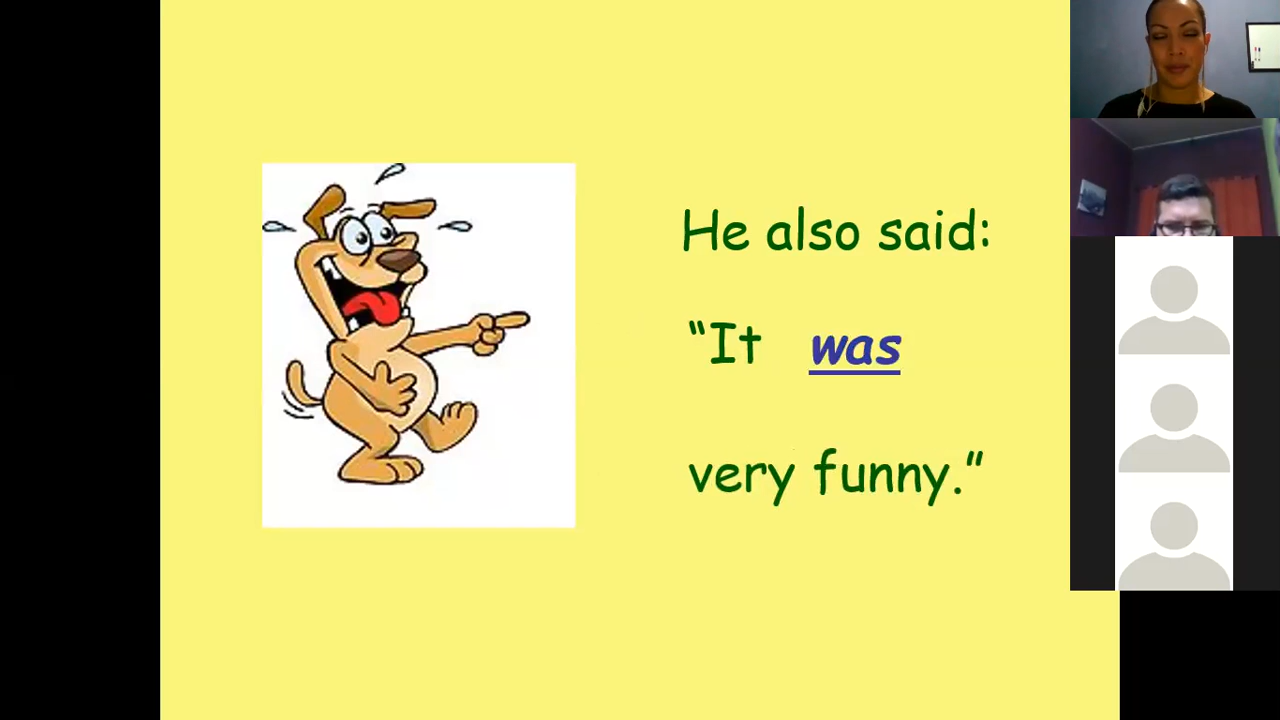 He also said:
“It was
very funny.”